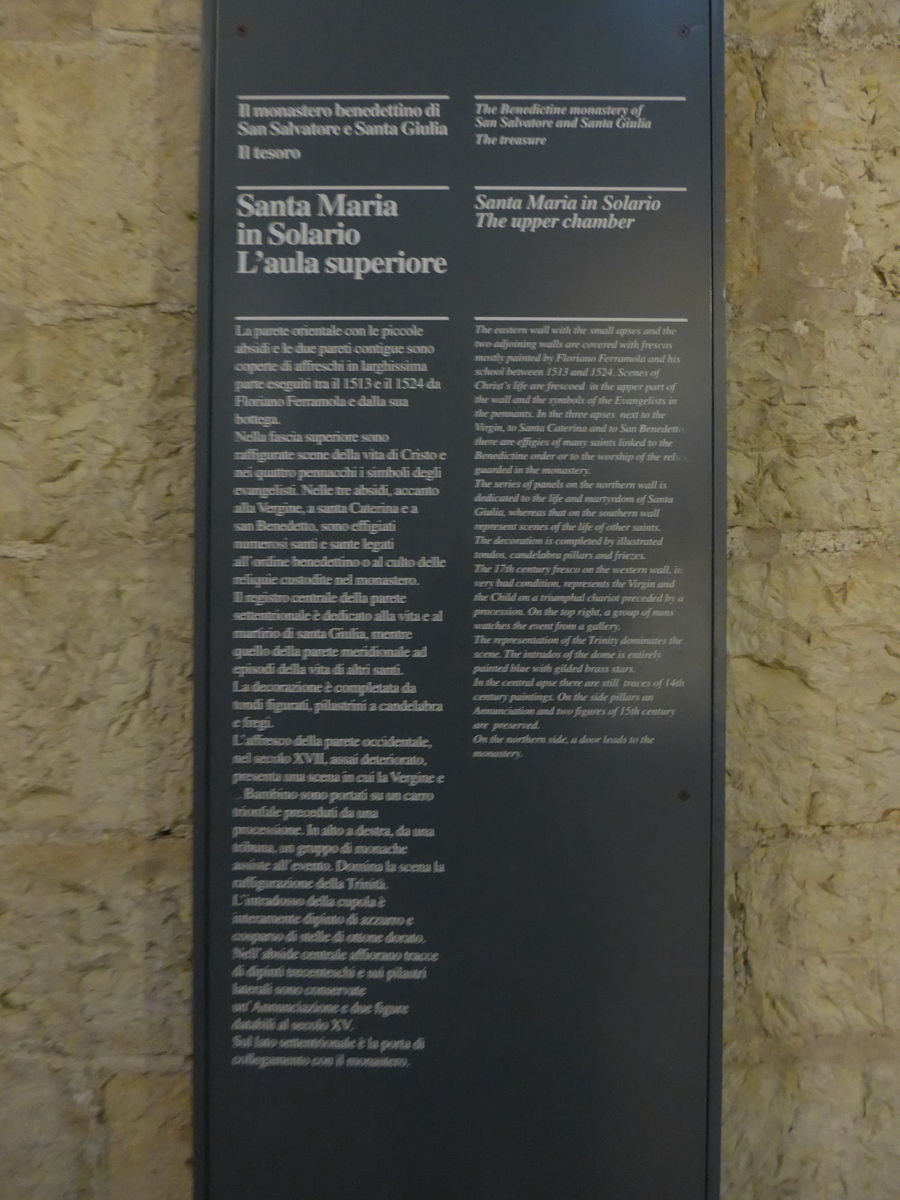 Il monastero benedettino di
San Salvatore e Santa Giulia
Il tesoro
Santa Maria
in Solario
L'aula superiore
La parete orientale con le piccole
absidi e le due pareti contigue sono
coperte di affreschi in larghissima
parte eseguiti tra il 1513 e il 1524 da
Floriano Ferramola e dalla sua
bottega.
Nella fascia superiore sono
raffigurate scene della vita di Cristo e
nei quattro pennacchi i simboli degli
evangelisti. Nelle tre absidi, accanto
alla Vergine, a santa Caterina e a
san Benedetto, sono effigiati
numerosi santi e sante legati
all'ordine benedettino o al culto delle
reliquie custodite nel monastero.
Il registro centrale della parete
settentrionale è dedicato alla vita e al
martirio di santa Giulia, mentre
quello della parete meridionale ad
episodi della vita di altri santi.
La decorazione è completata da
tondi figurati, pilastrini a candelabra
e fregi.
L'affresco della parete occidentale,
nel secolo XVII, assai deteriorato,
presenta una scena in cui la Vergine e
Bambino sono portati su un carro
trionfale preceduti da una
processione. In alto a destra, da una
tribuna, un gruppo di monache
assiste all'evento. Domina la scena la
raffigurazione della Trinità.
L'intradosso della cupola è
interamente dipinto di azzurro e
cosparso di stelle di ottone dorato.
Nell'abside centrale affiorano tracce
di dipinti trecenteschi e sui pilastri
laterali sono conservate
un'Annunciazione e due figure
databili al secolo XV.
Sul lato settentrionale è la porta di
collegamento con il monastero.
The Benedictine monastery of
San Salvatore and Santa Giulia
The treasure
Santa Maria in Solario
The upper chamber
The eastern wall with the small apses and the
two adjoining walls are covered with frescos
mostly painted by Floriano Ferramola and his
school between 1513 and 1524. Scenes of
Christ's life are frescoed in the upper part of
the wall and the symbols of the Evangelists in
the pennants. In the three apses next to the
Virgin, to Santa Caterina and to San Benedetto,
there are effigies of many saints linked to the
Benedictine order or to the worship of the
guarded in the monastery.
The series of panels on the northern wall is
dedicated to the life and martyrdom of Santa
Giulia, whereas that on the southern wall
represent scenes of the life of other saints.
The decoration is completed by illustrated
tondos, candelabra pillars and friezes.
The 17th century fresco on the western wall, in
very bad condition, represents the Virgin and
the Child on a triumphal chariot preceded by a
procession. On the top right, a group of nuns
watches the event from a gallery.
The representation of the Trinity dominates the
scene. The intrados of the dome is entirely
painted blue with gilded brass stars.
In the central apse there are still traces of 14th
century paintings. On the side pillars an
Annunciation and two figures of 15th century
are preserved.
On the northern side, a door leads to the
monastery.